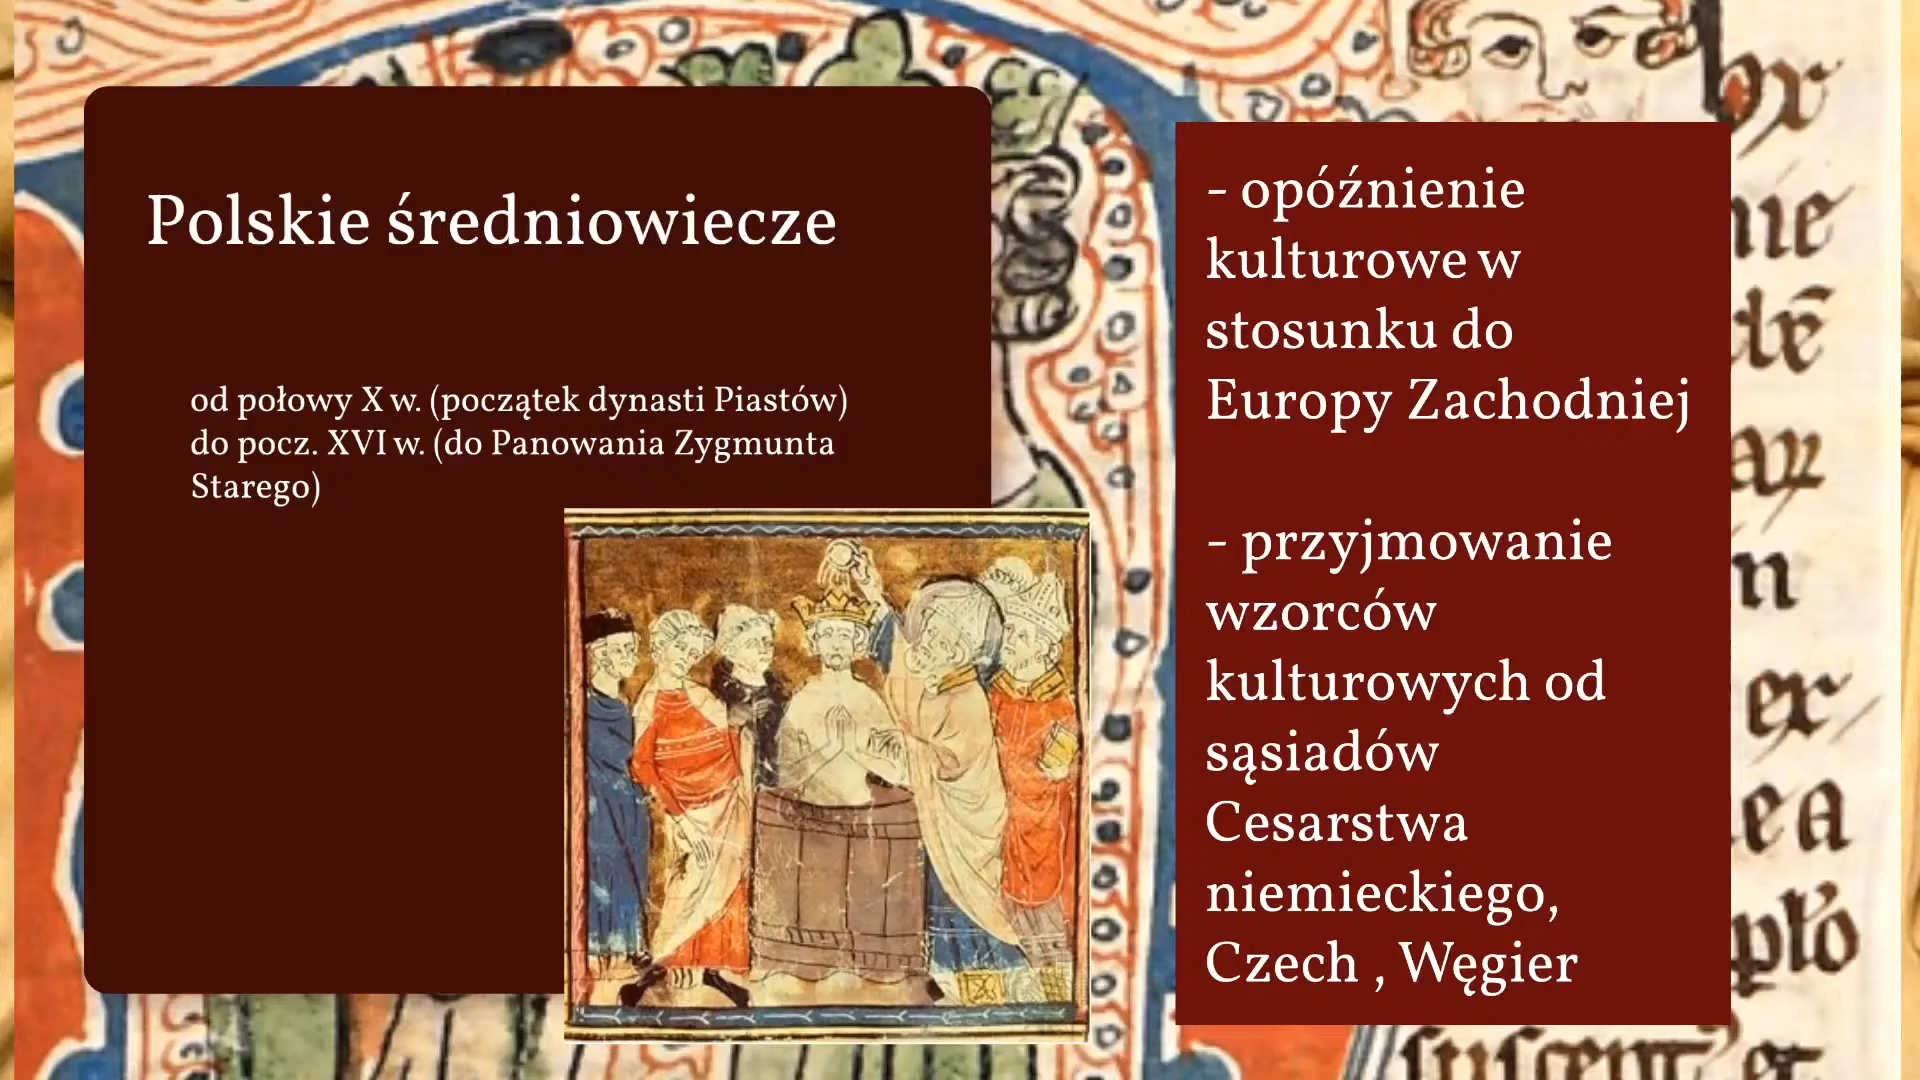 Polskie średniowiecze
od połowy X w. (początek dynasti Piastów)
do pocz. XVI w. (do Panowania Zygmunta
Starego)
- opóźnienie
kulturowe w
stosunku do
Europy Zachodniej
- przyjmowanie
wzorców
kulturowych od
sąsiadów
Cesarstwa
niemieckiego,
Czech , Węgier